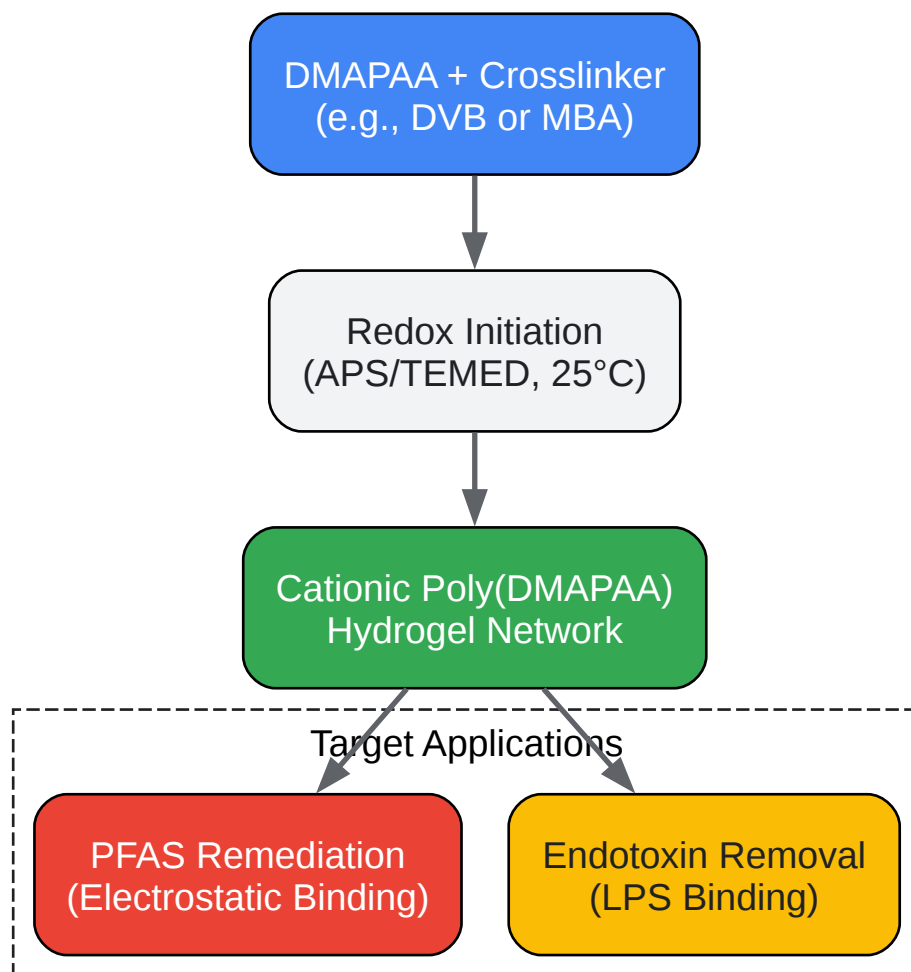 DMAPAA + Crosslinker
(e.g., DVB or MBA)
Redox Initiation
(APS/TEMED, 25°C)
Cationic Poly(DMAPAA)
Hydrogel Network
Target Applications
PFAS Remediation
(Electrostatic Binding)
Endotoxin Removal
(LPS Binding)